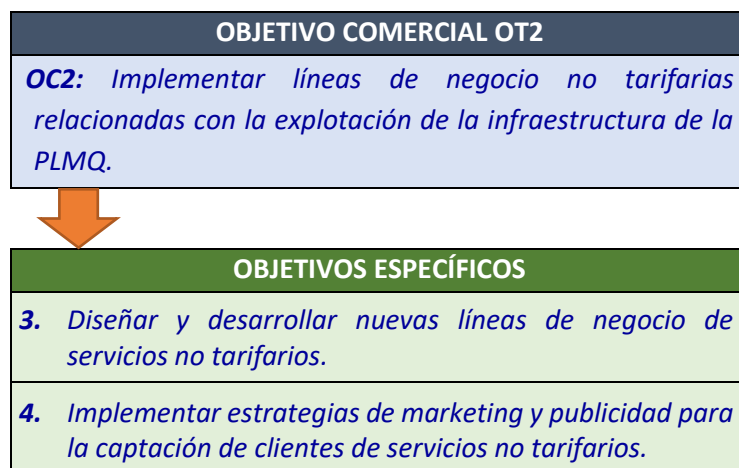 OBJETIVO COMERCIAL OT2
OC2: Implementar líneas de negocio no tarifarias
relacionadas con la explotación de la infraestructura de la
PLMQ.
OBJETIVOS ESPECÍFICOS
3. Diseñar y desarrollar nuevas líneas de negocio de
servicios no tarifarios.
4. Implementar estrategias de marketing y publicidad para
la captación de clientes de servicios no tarifarios.